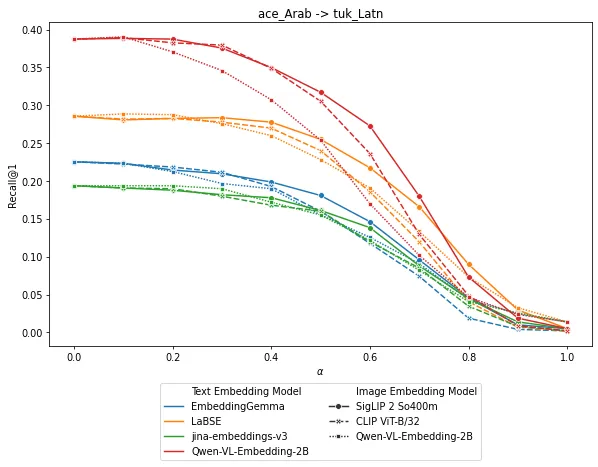 ace_Arab -> tuk_Latn
0.40
0.35
0.30
0.25
0.20
0.15
0.10
0.05
0.00
Recall@1
0.0 0.2 0.4 0.6 0.8 1.0
α
Text Embedding Model Image Embedding Model
EmbeddingGemma SigLIP 2 So400m
LaBSE CLIP ViT-B/32
jina-embeddings-v3 Qwen-VL-Embedding-2B
Qwen-VL-Embedding-2B